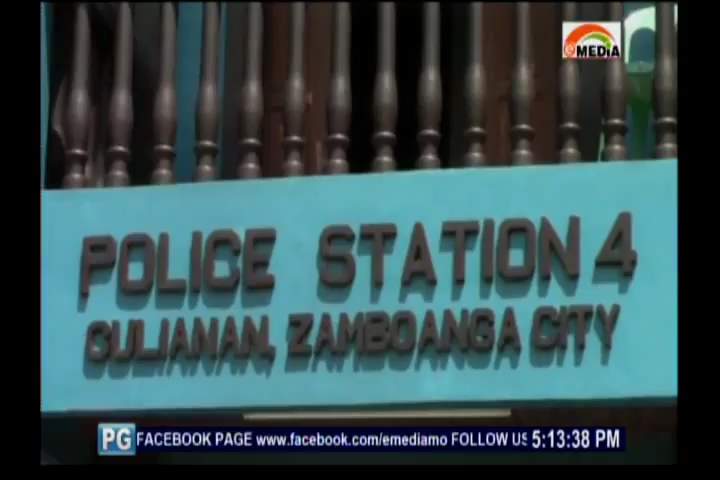 eMEDiA
POLICE STATION 4
CULIANAN, ZAMBOANGA CITY
PG FACEBOOK PAGE www.facebook.com/emediamo FOLLOW US 5:13:38 PM